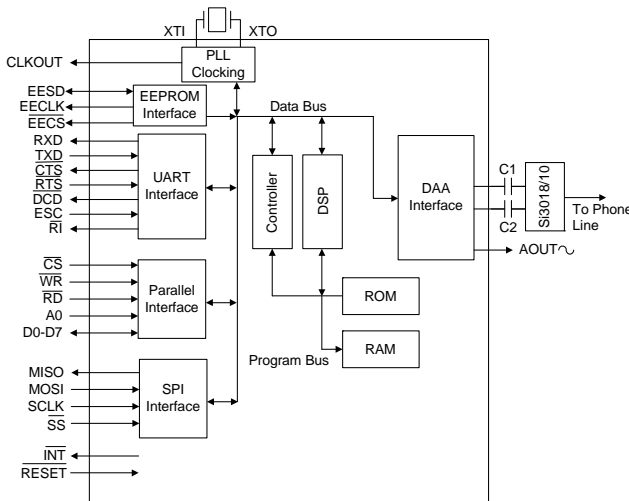 XTI XTO
CLKOUT
PLL
Clocking
EESD
EECLK
EECS
EEPROM
Interface
Data Bus
RXD
TXD
CTS
RTS
DCD
ESC
RI
UART
Interface
Controller
DSP
DAA
Interface
C1
C2
Si3018/10
To Phone
Line
AOUT
CS
WR
RD
A0
D0-D7
Parallel
Interface
ROM
RAM
Program Bus
MISO
MOSI
SCLK
SS
SPI
Interface
INT
RESET